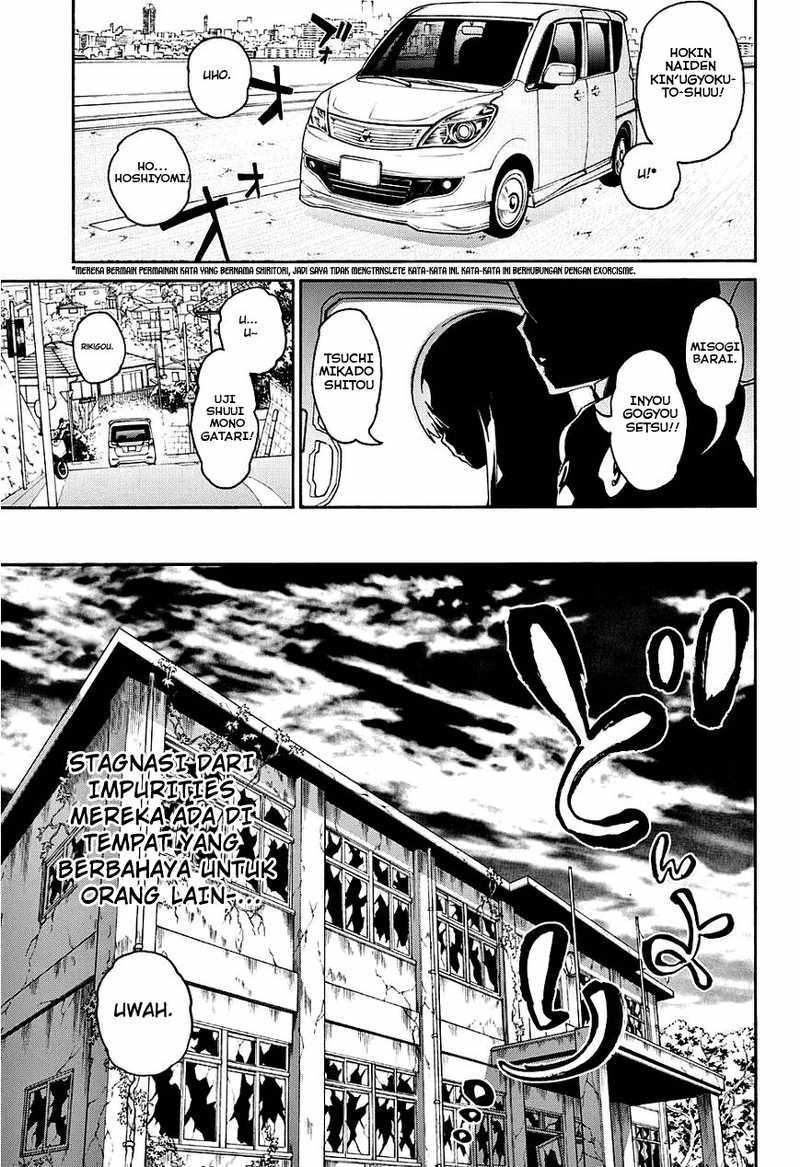 HOKIN
NAIDEN
KIN'UGYOKU-
TO-SHUU!
U!*
UHO.
HO...
HOSHIYOMI!
*MEREKA BERMAIN PERMAINAN KATA YANG BERNAMA SHIRITORI, JADI SAYA TIDAK MENGTRNSLETE KATA-KATA INI. KATA-KATA INI BERHUBUNGAN DENGAN EXORCISME.
MISOGI
BARAI.
INYOU
GOGYOU
SETSU!!
TSUCHI
MIKADO
SHITOU
U...
U~
UJI
SHUUI
MONO
GATARI!
RIKIGOU.
どんより
STAGNASI DARI
IMPURITIES
MEREKA ADA DI
TEMPAT YANG
BERBAHAYA UNTUK
ORANG LAIN-...
UWAH.